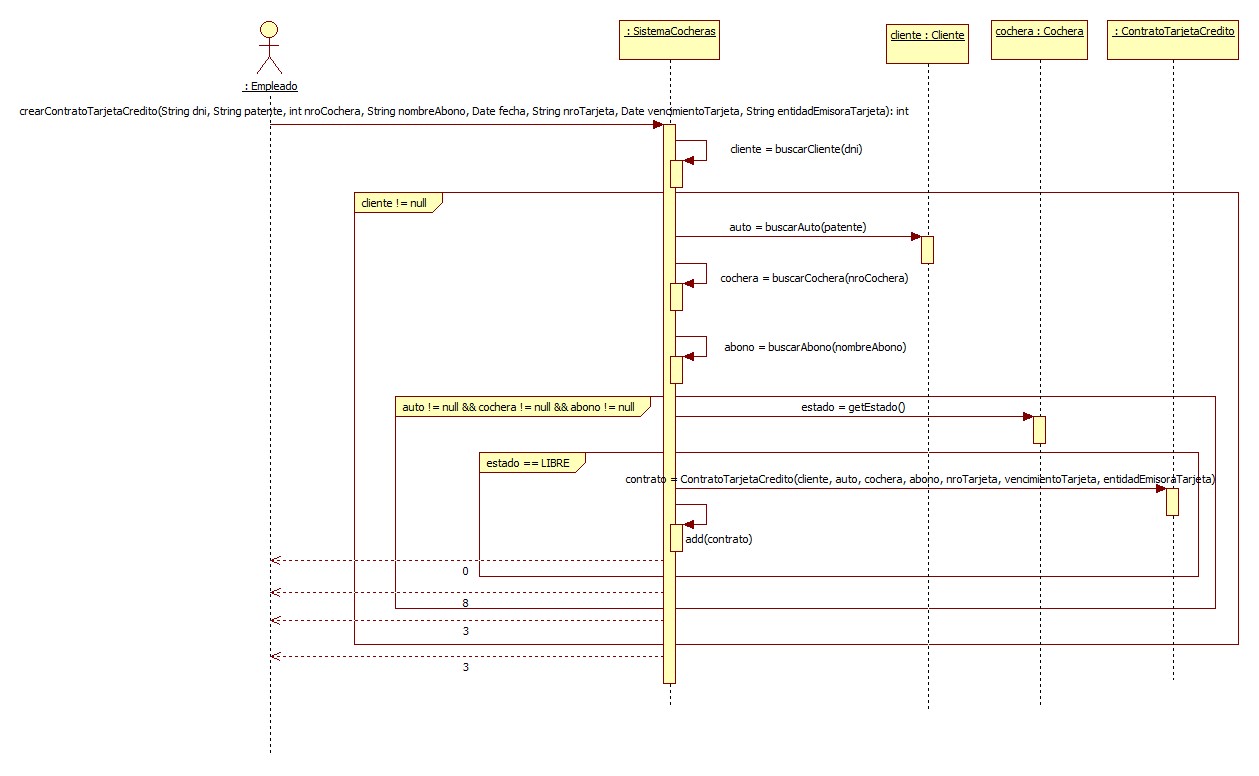 : SistemaCocheras
cliente : Cliente
cochera : Cochera
: ContratoTarjetaCredito
: Empleado
crearContratoTarjetaCredito(String dni, String patente, int nroCochera, String nombreAbono, Date fecha, String nroTarjeta, Date vencmientoTarjeta, String entidadEmisoraTarjeta): int
cliente = buscarCliente(dni)
cliente != null
auto = buscarAuto(patente)
cochera = buscarCochera(nroCochera)
abono = buscarAbono(nombreAbono)
auto != null && cochera != null && abono != null
estado = getEstado()
estado == LIBRE
contrato = ContratoTarjetaCredito(cliente, auto, cochera, abono, nroTarjeta, vencimientoTarjeta, entidadEmisoraTarjeta)
add(contrato)
0
8
3
3